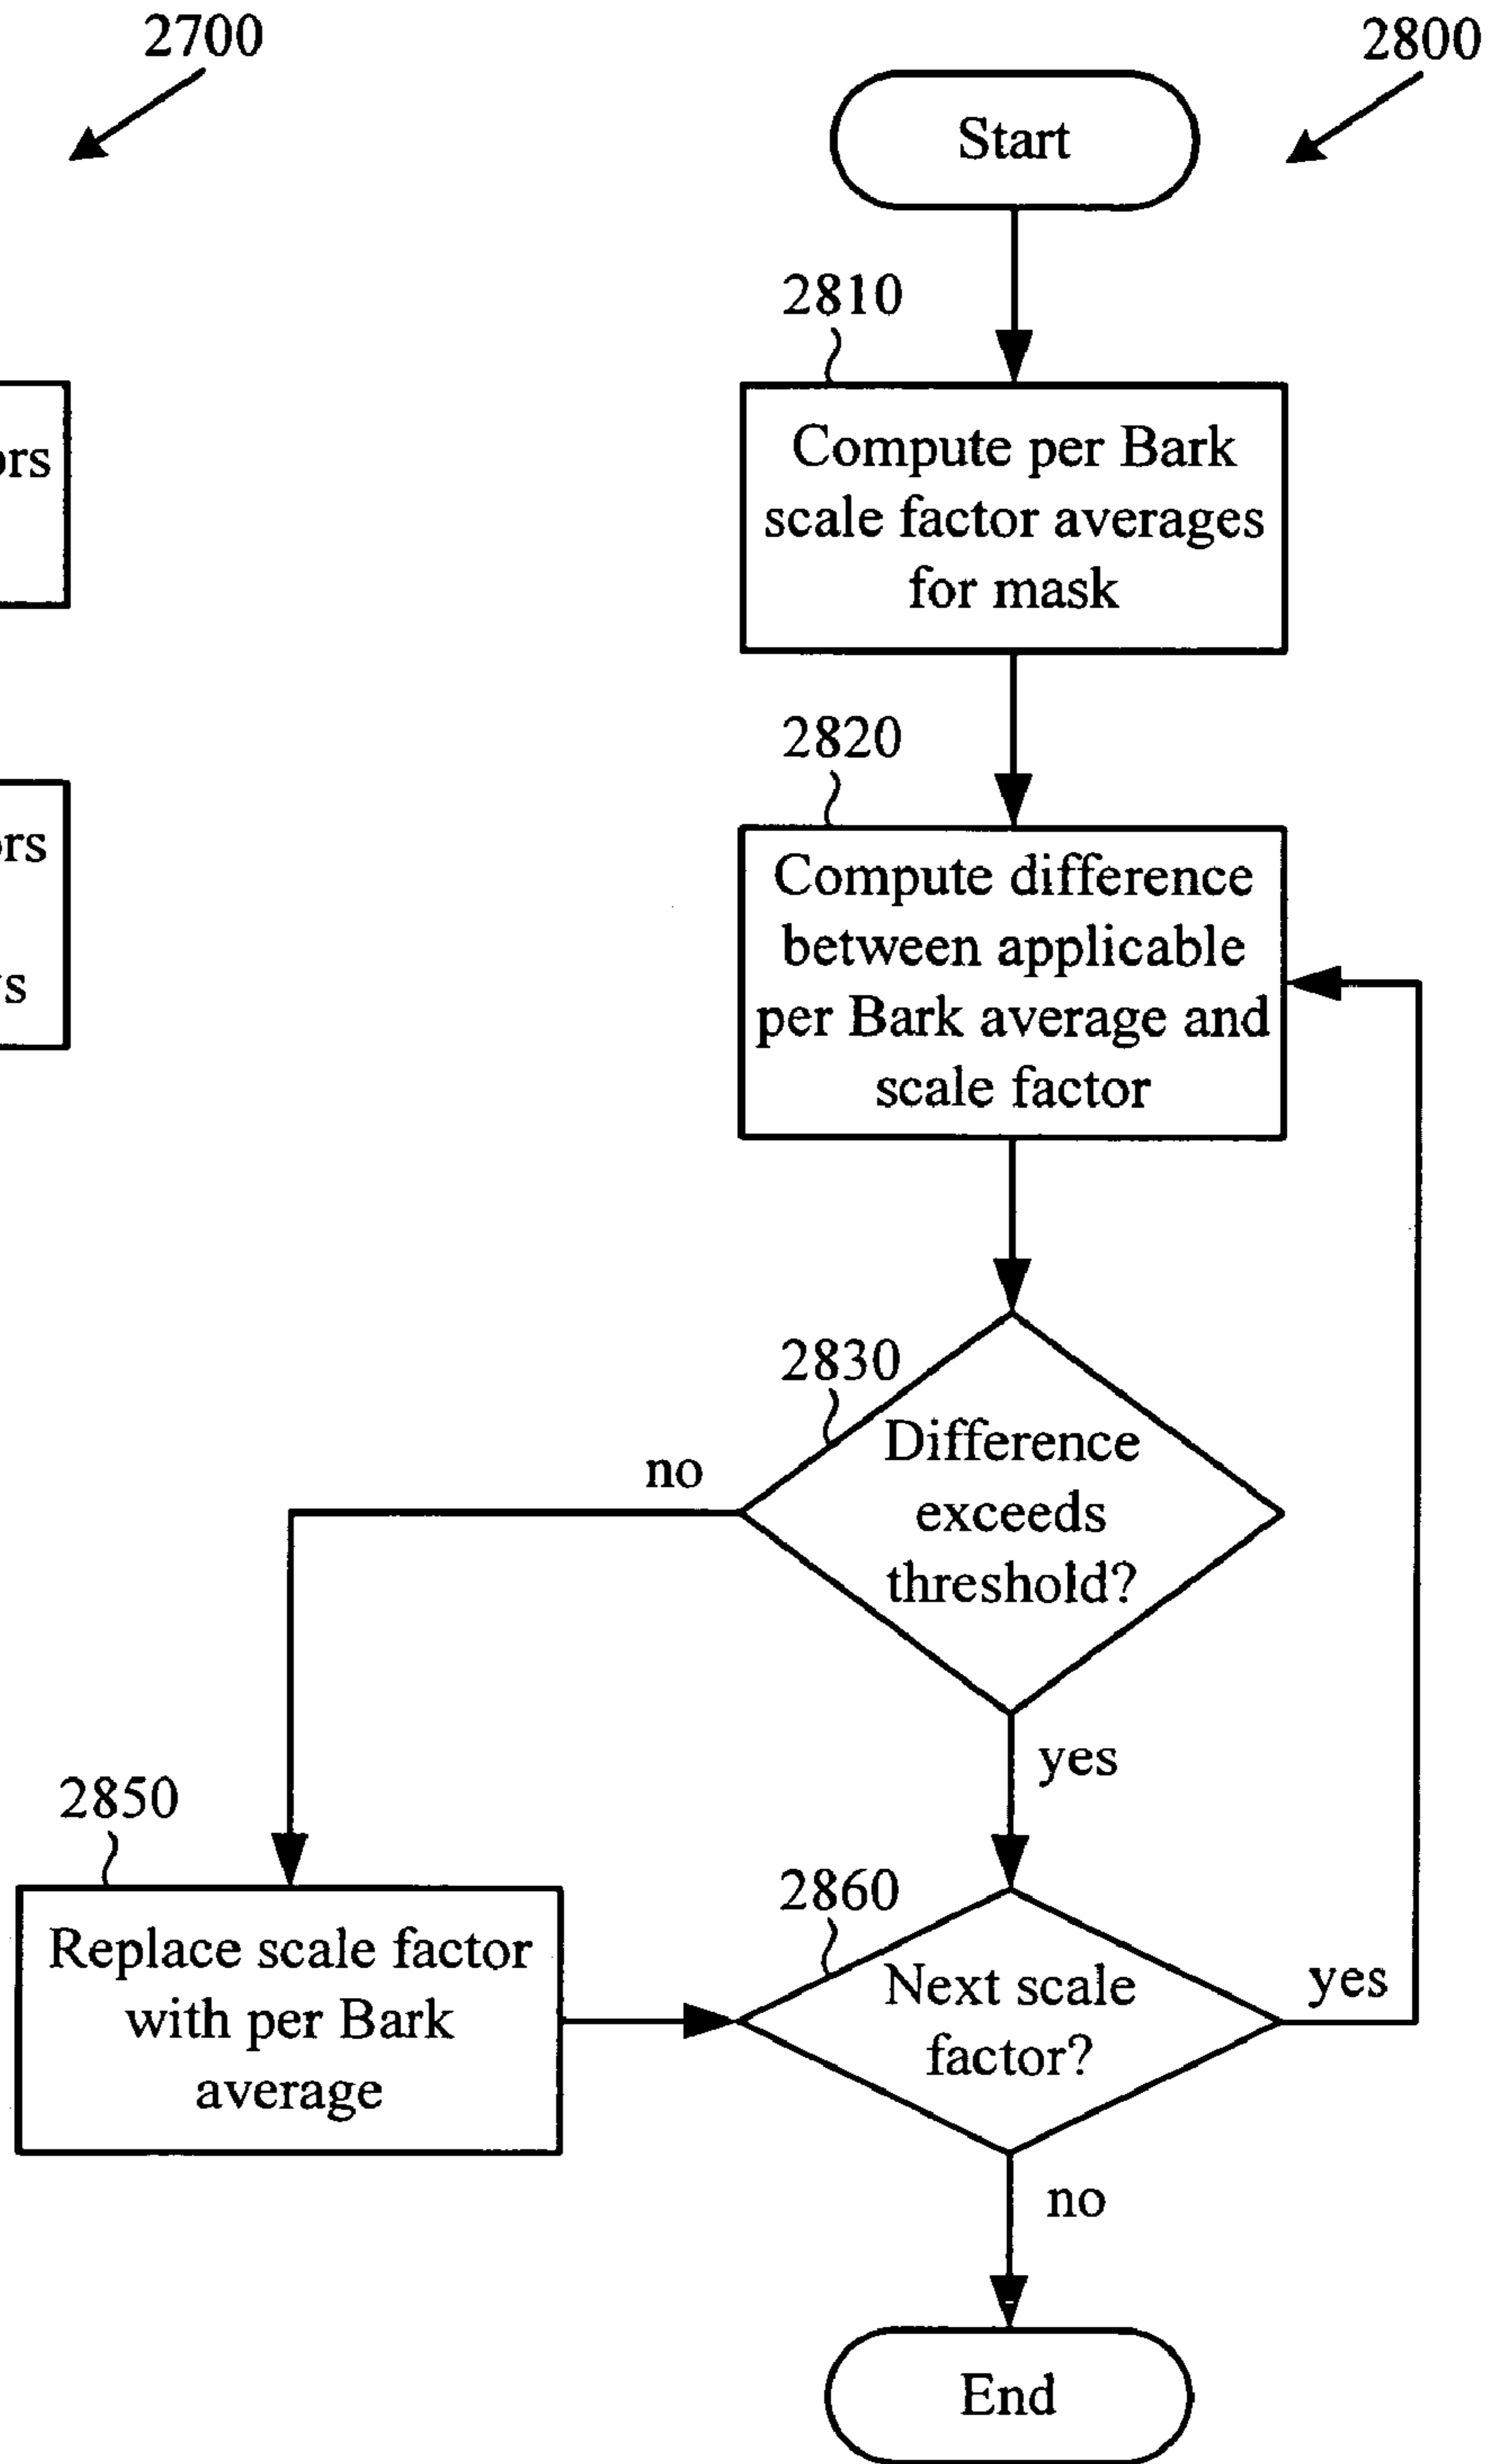 2700
2800
Start
2810
Compute per Bark
scale factor averages
for mask
2820
Compute difference
between applicable
per Bark average and
scale factor
2830
Difference
exceeds
threshold?
no
yes
2850
Replace scale factor
with per Bark
average
2860
Next scale
factor?
yes
no
End